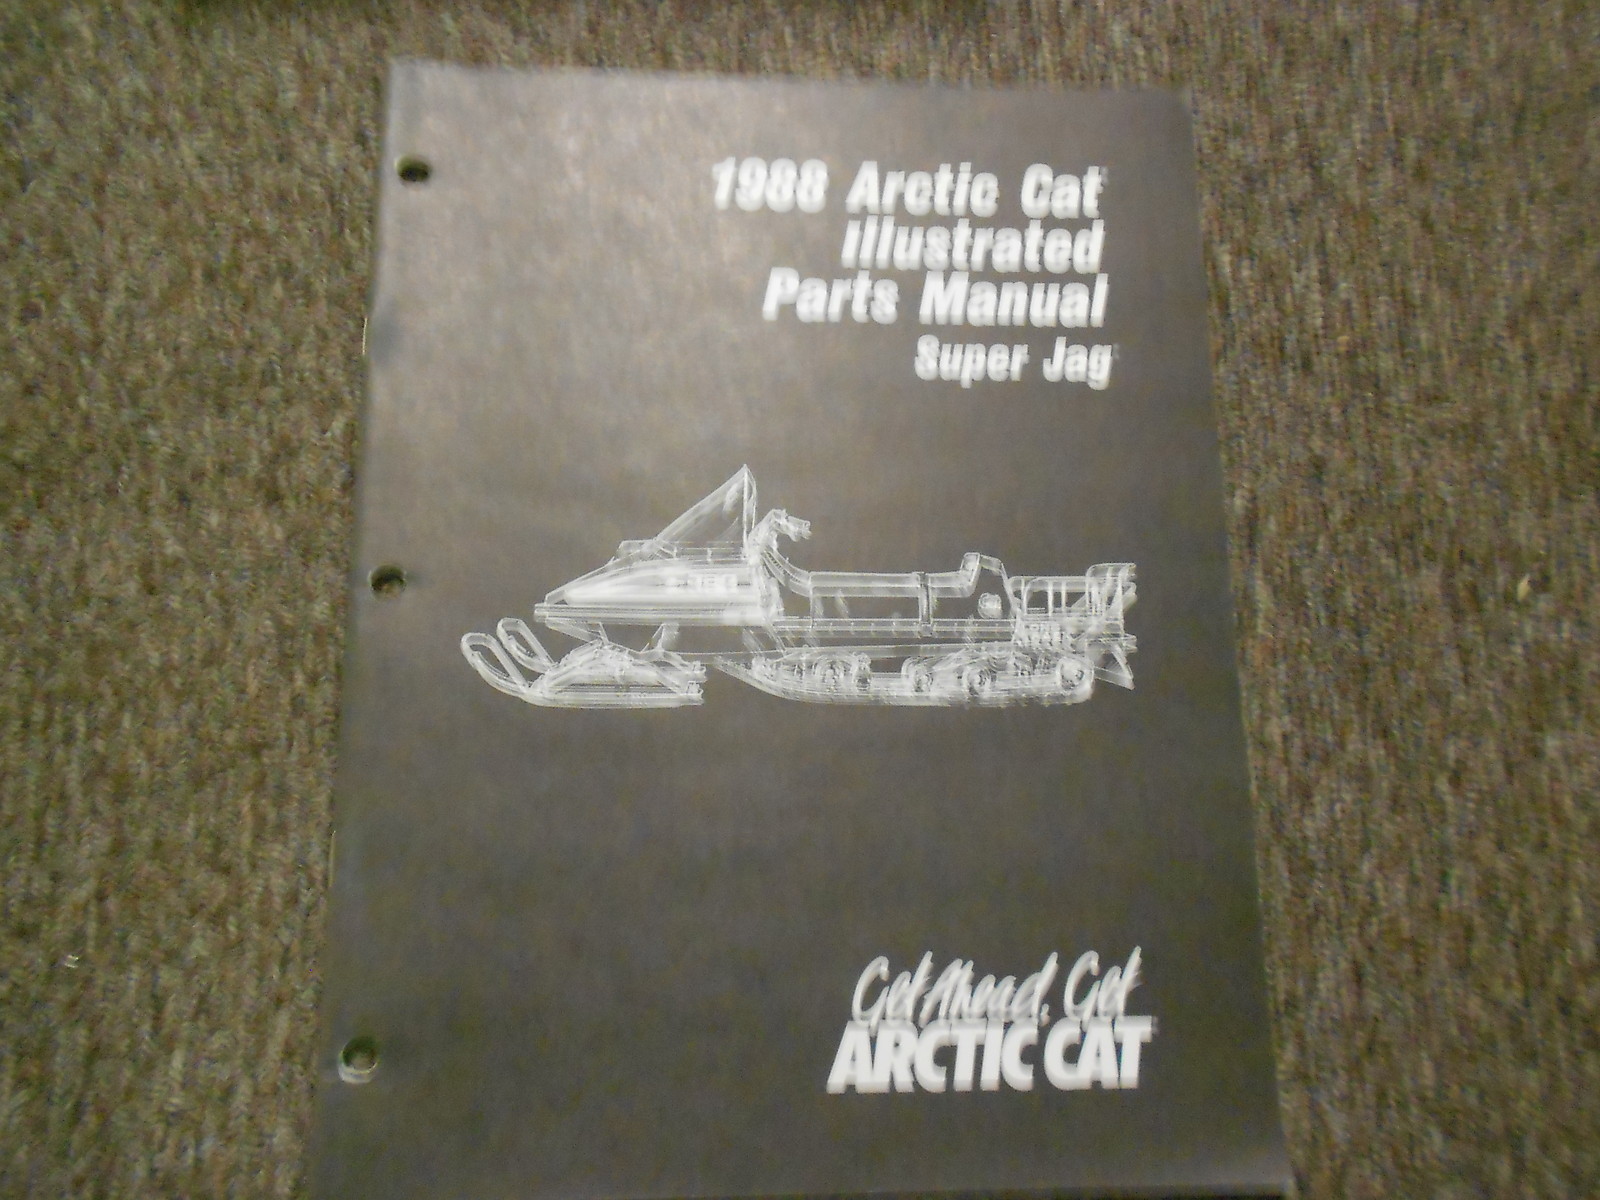 1988 Arctic Cat
Illustrated
Parts Manual
Super Jag
Get Ahead, Get
ARCTIC CAT